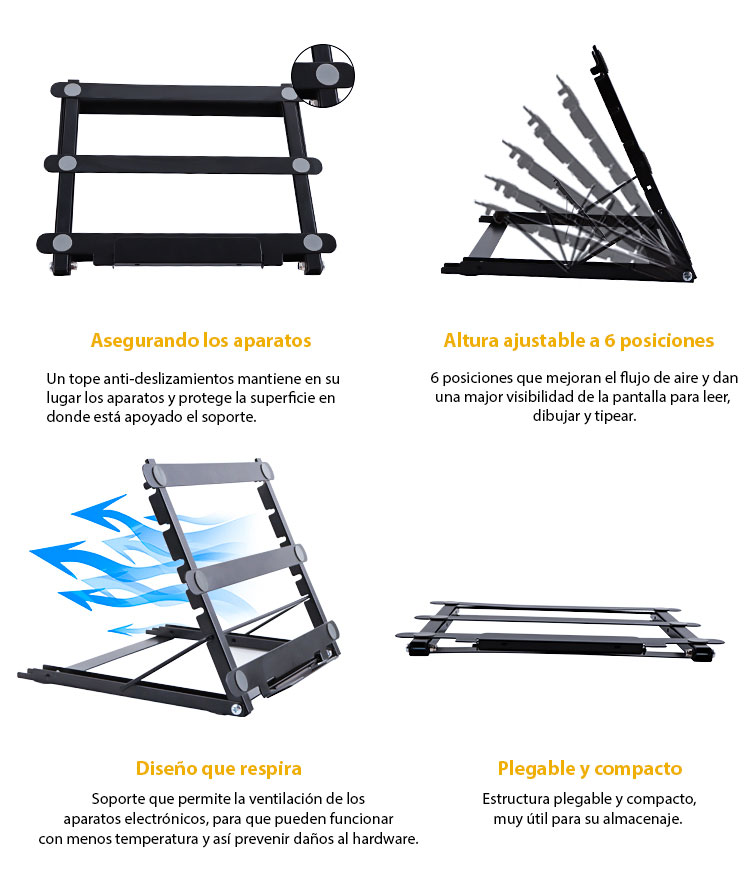 Asegurando los aparatos
Un tope anti-deslizamientos mantiene en su
lugar los aparatos y protege la superficie en
donde está apoyado el soporte.
Altura ajustable a 6 posiciones
6 posiciones que mejoran el flujo de aire y dan
una major visibilidad de la pantalla para leer,
dibujar y tipear.
Diseño que respira
Soporte que permite la ventilación de los
aparatos electrónicos, para que pueden funcionar
con menos temperatura y así prevenir daños al hardware.
Plegable y compacto
Estructura plegable y compacto,
muy útil para su almacenaje.